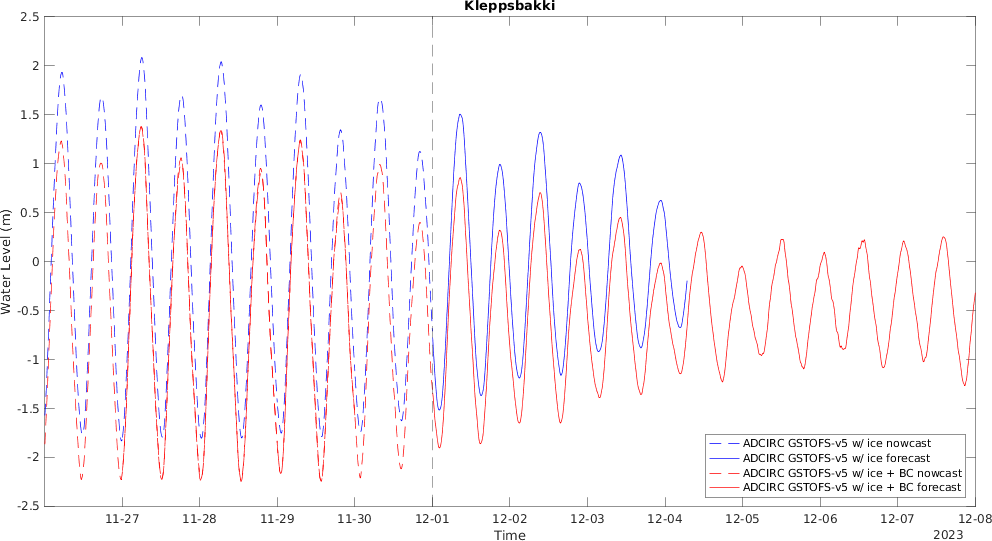 Kleppsbakki
2.5
2
1.5
1
0.5
0
-0.5
-1
-1.5
-2
-2.5
Water Level (m)
ADCIRC GSTOFS-v5 w/ ice nowcast
ADCIRC GSTOFS-v5 w/ ice forecast
ADCIRC GSTOFS-v5 w/ ice + BC nowcast
ADCIRC GSTOFS-v5 w/ ice + BC forecast
11-27 11-28 11-29 11-30 12-01 12-02 12-03 12-04 12-05 12-06 12-07 12-08
Time
2023